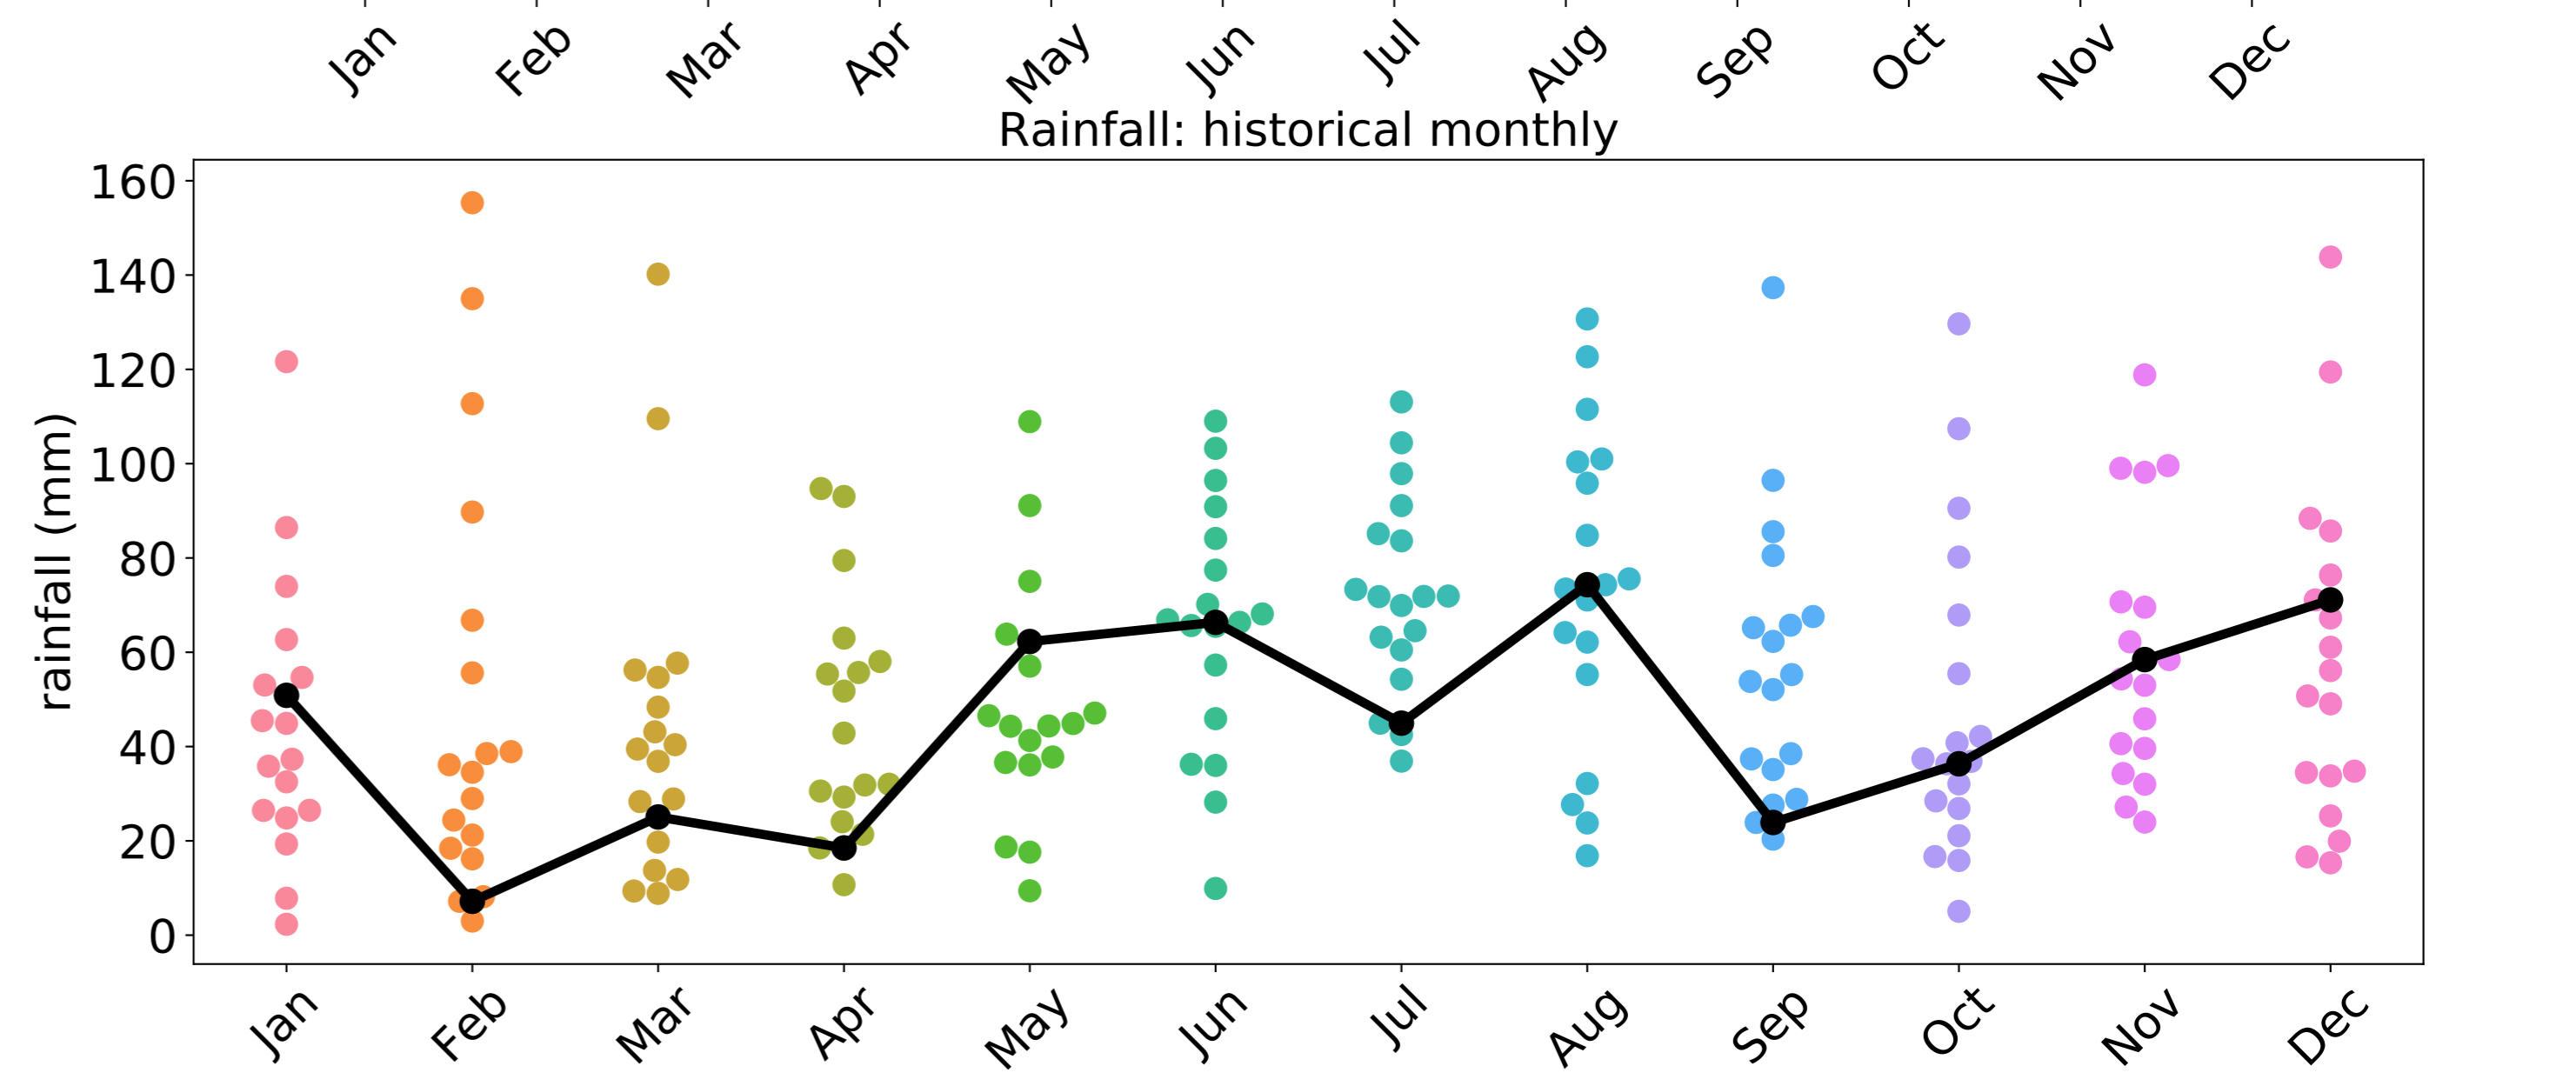 Jan Feb Mar Apr May Jun Jul Aug Sep Oct Nov Dec
Rainfall: historical monthly
160
140
120
100
80
60
40
20
0
rainfall (mm)
Jan Feb Mar Apr May Jun Jul Aug Sep Oct Nov Dec